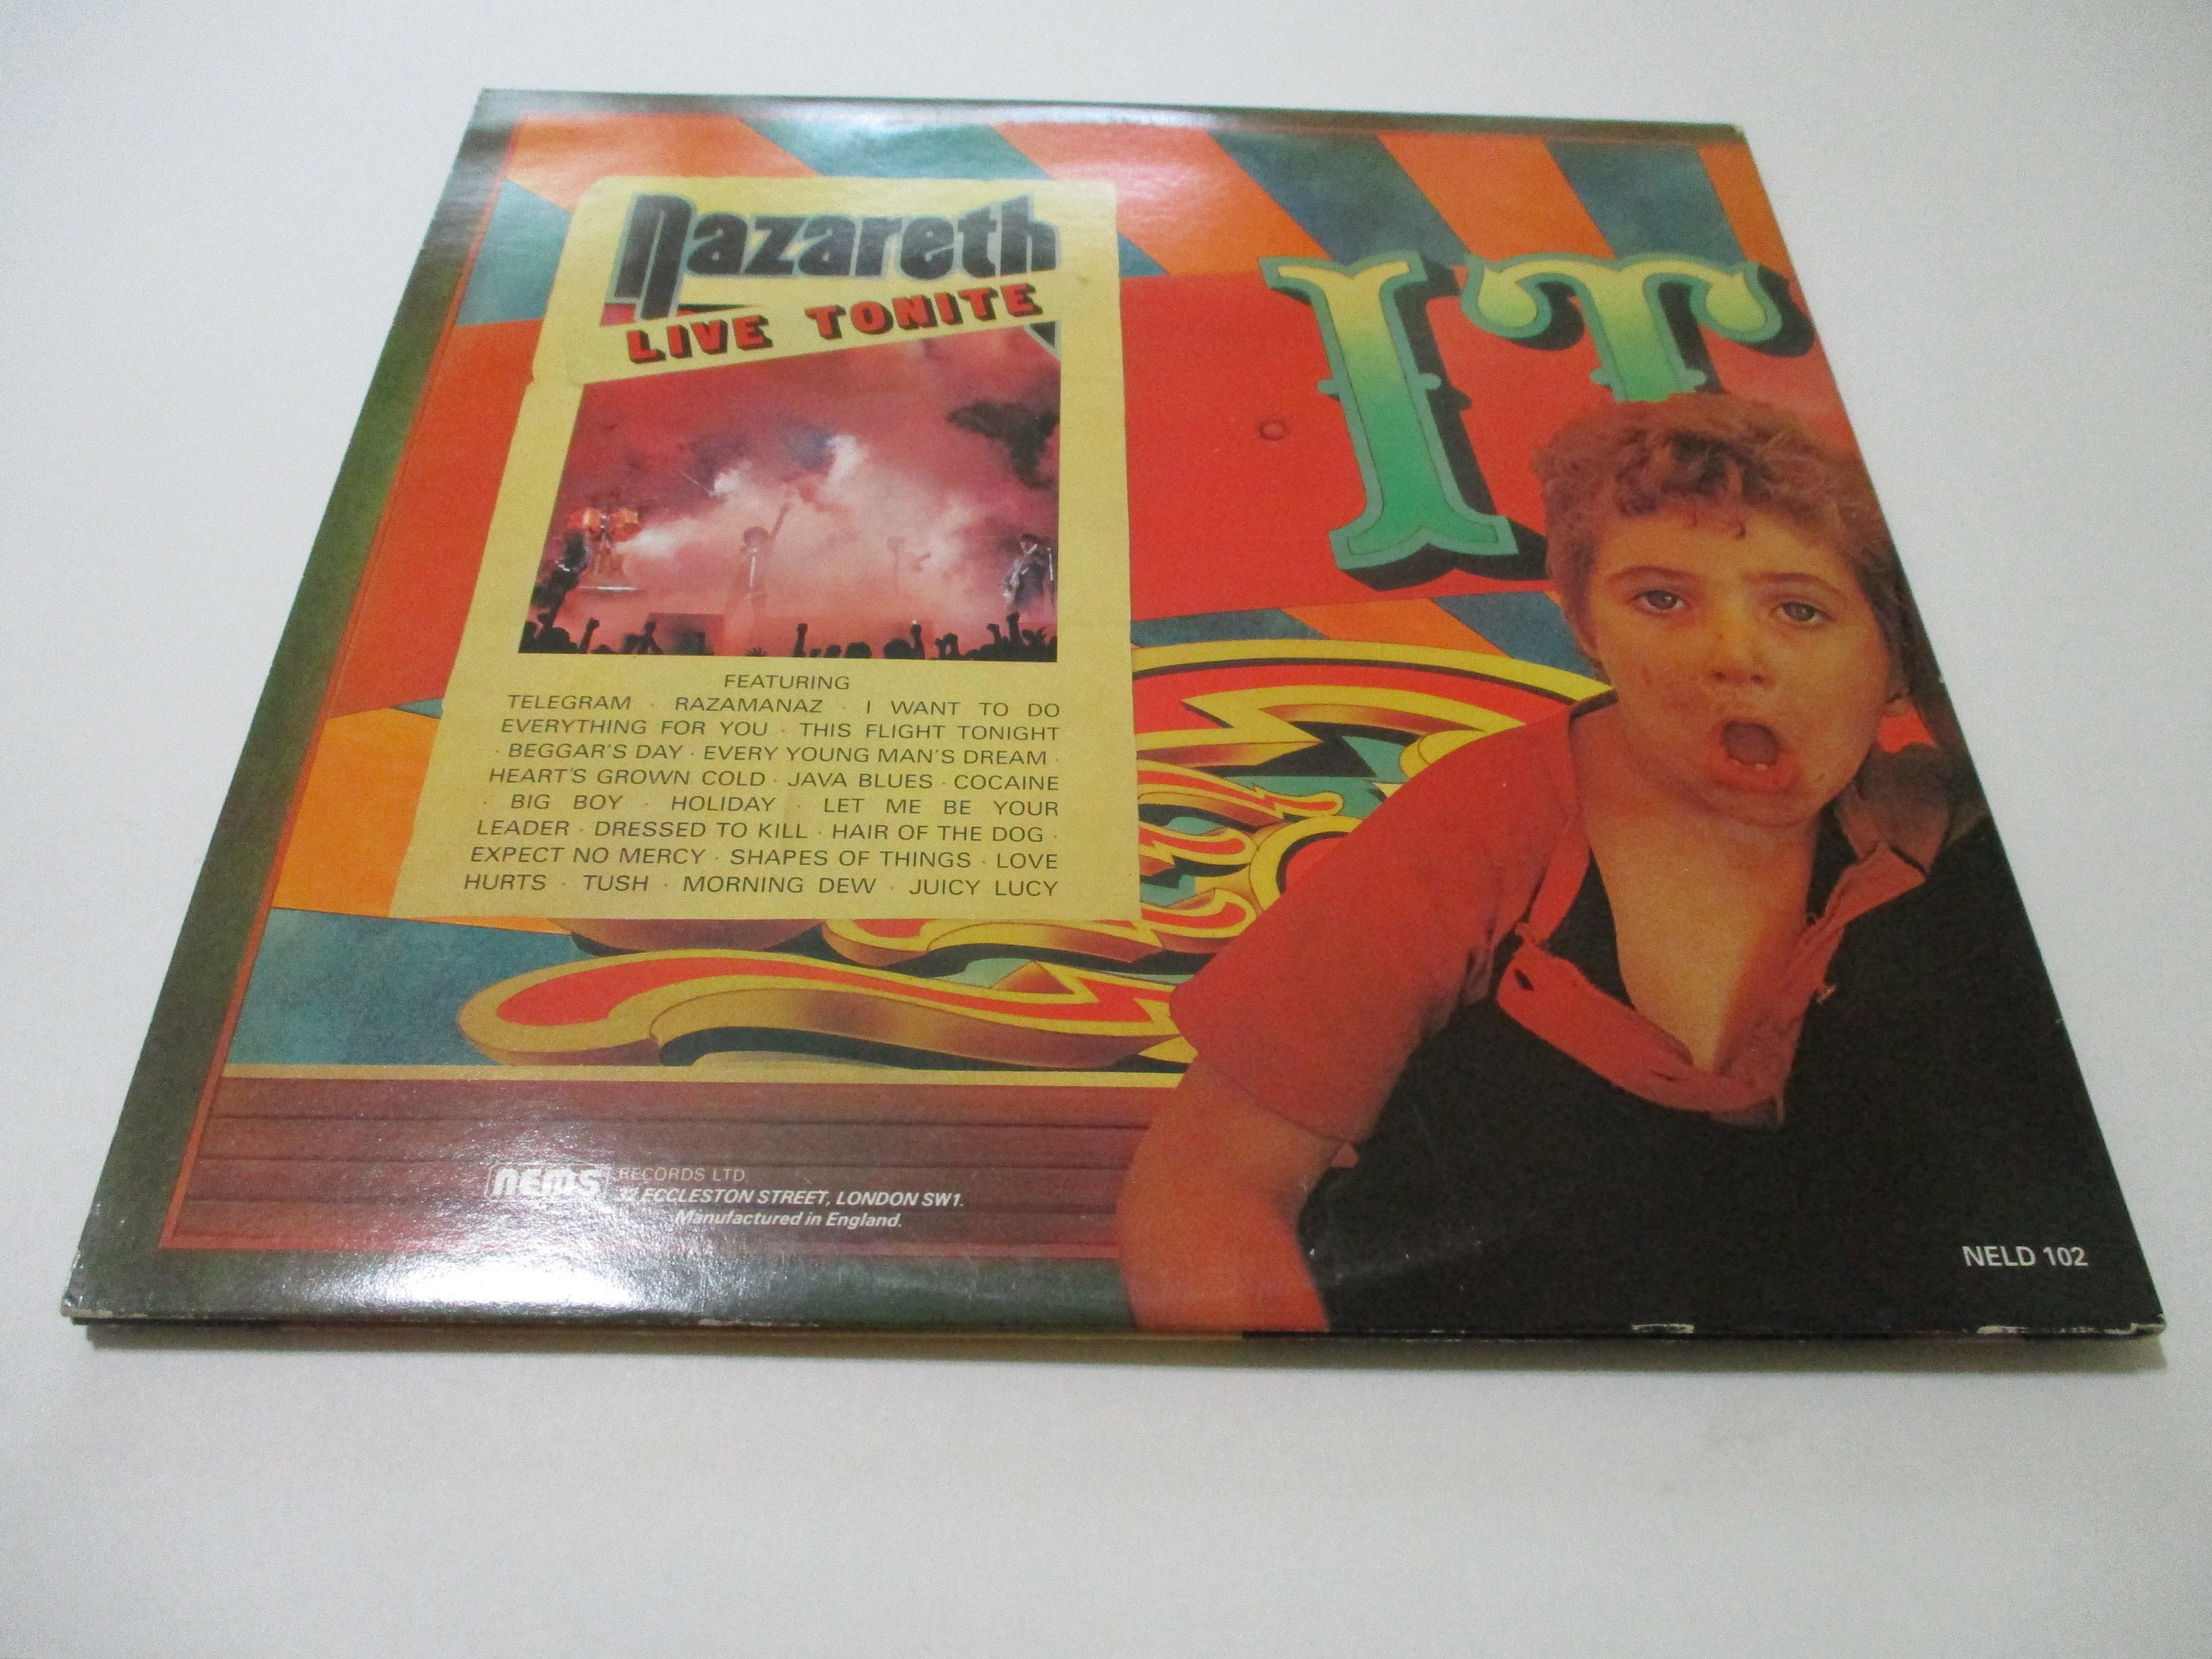 Nazareth
LIVE TONITE
IT
FEATURING
TELEGRAM · RAZAMANAZ · I WANT TO DO
EVERYTHING FOR YOU · THIS FLIGHT TONIGHT
· BEGGAR'S DAY · EVERY YOUNG MAN'S DREAM ·
HEART'S GROWN COLD · JAVA BLUES · COCAINE
· BIG BOY · HOLIDAY · LET ME BE YOUR
LEADER · DRESSED TO KILL · HAIR OF THE DOG ·
EXPECT NO MERCY · SHAPES OF THINGS · LOVE
HURTS · TUSH · MORNING DEW · JUICY LUCY
NEMS RECORDS LTD
32 ECCLESTON STREET, LONDON SW1.
Manufactured in England.
NELD 102